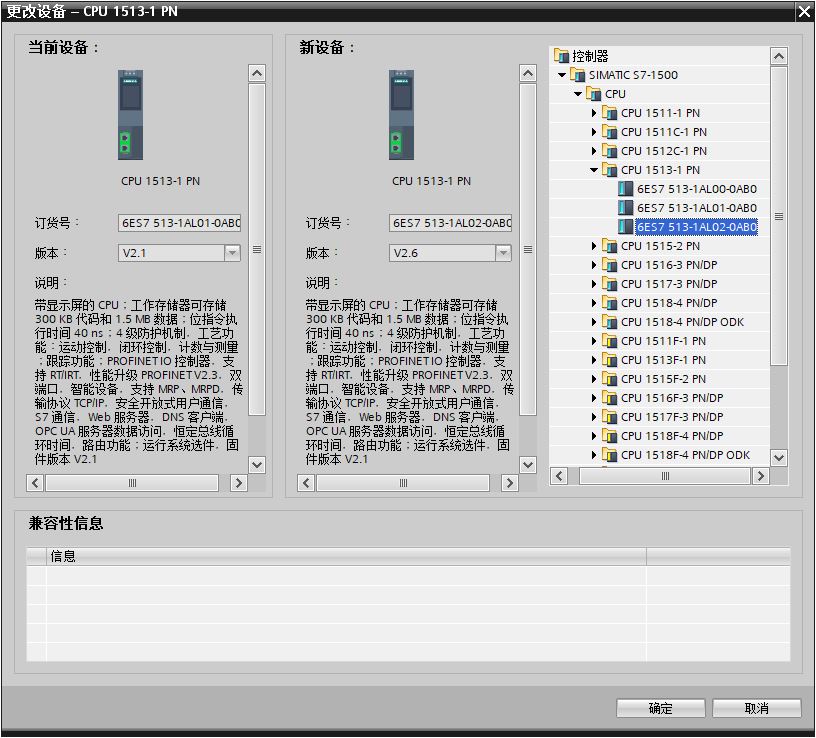 更改设备 – CPU 1513-1 PN
当前设备：
CPU 1513-1 PN
订货号：
6ES7 513-1AL01-0AB0
版本：
V2.1
说明：
带显示屏的 CPU；工作存储器可存储
300 KB 代码和 1.5 MB 数据；位指令执
行时间 40 ns；4 级防护机制，工艺功
能：运动控制，闭环控制，计数与测量
；跟踪功能；PROFINET IO 控制器，支
持 RT/IRT，性能升级 PROFINET V2.3，双
端口，智能设备，支持 MRP、MRPD，传
输协议 TCP/IP，安全开放式用户通信，
S7 通信，Web 服务器，DNS 客户端，
OPC UA 服务器数据访问，恒定总线循
环时间，路由功能；运行系统选件，固
件版本 V2.1
新设备：
CPU 1513-1 PN
订货号：
6ES7 513-1AL02-0AB0
版本：
V2.6
说明：
带显示屏的 CPU；工作存储器可存储
300 KB 代码和 1.5 MB 数据；位指令执
行时间 40 ns；4 级防护机制，工艺功
能：运动控制，闭环控制，计数与测量
；跟踪功能；PROFINET IO 控制器，支
持 RT/IRT，性能升级 PROFINET V2.3，双
端口，智能设备，支持 MRP、MRPD，传
输协议 TCP/IP，安全开放式用户通信，
S7 通信，Web 服务器，DNS 客户端，
OPC UA 服务器数据访问，恒定总线循
环时间，路由功能；运行系统选件，固
件版本 V2.6
控制器
SIMATIC S7-1500
CPU
CPU 1511-1 PN
CPU 1511C-1 PN
CPU 1512C-1 PN
CPU 1513-1 PN
6ES7 513-1AL00-0AB0
6ES7 513-1AL01-0AB0
6ES7 513-1AL02-0AB0
CPU 1515-2 PN
CPU 1516-3 PN/DP
CPU 1517-3 PN/DP
CPU 1518-4 PN/DP
CPU 1518-4 PN/DP ODK
CPU 1511F-1 PN
CPU 1513F-1 PN
CPU 1515F-2 PN
CPU 1516F-3 PN/DP
CPU 1517F-3 PN/DP
CPU 1518F-4 PN/DP
CPU 1518F-4 PN/DP ODK
兼容性信息
信息
确定
取消